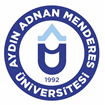 AYDIN ADNAN MENDERES
ÜNİVERSİTESİ
1992